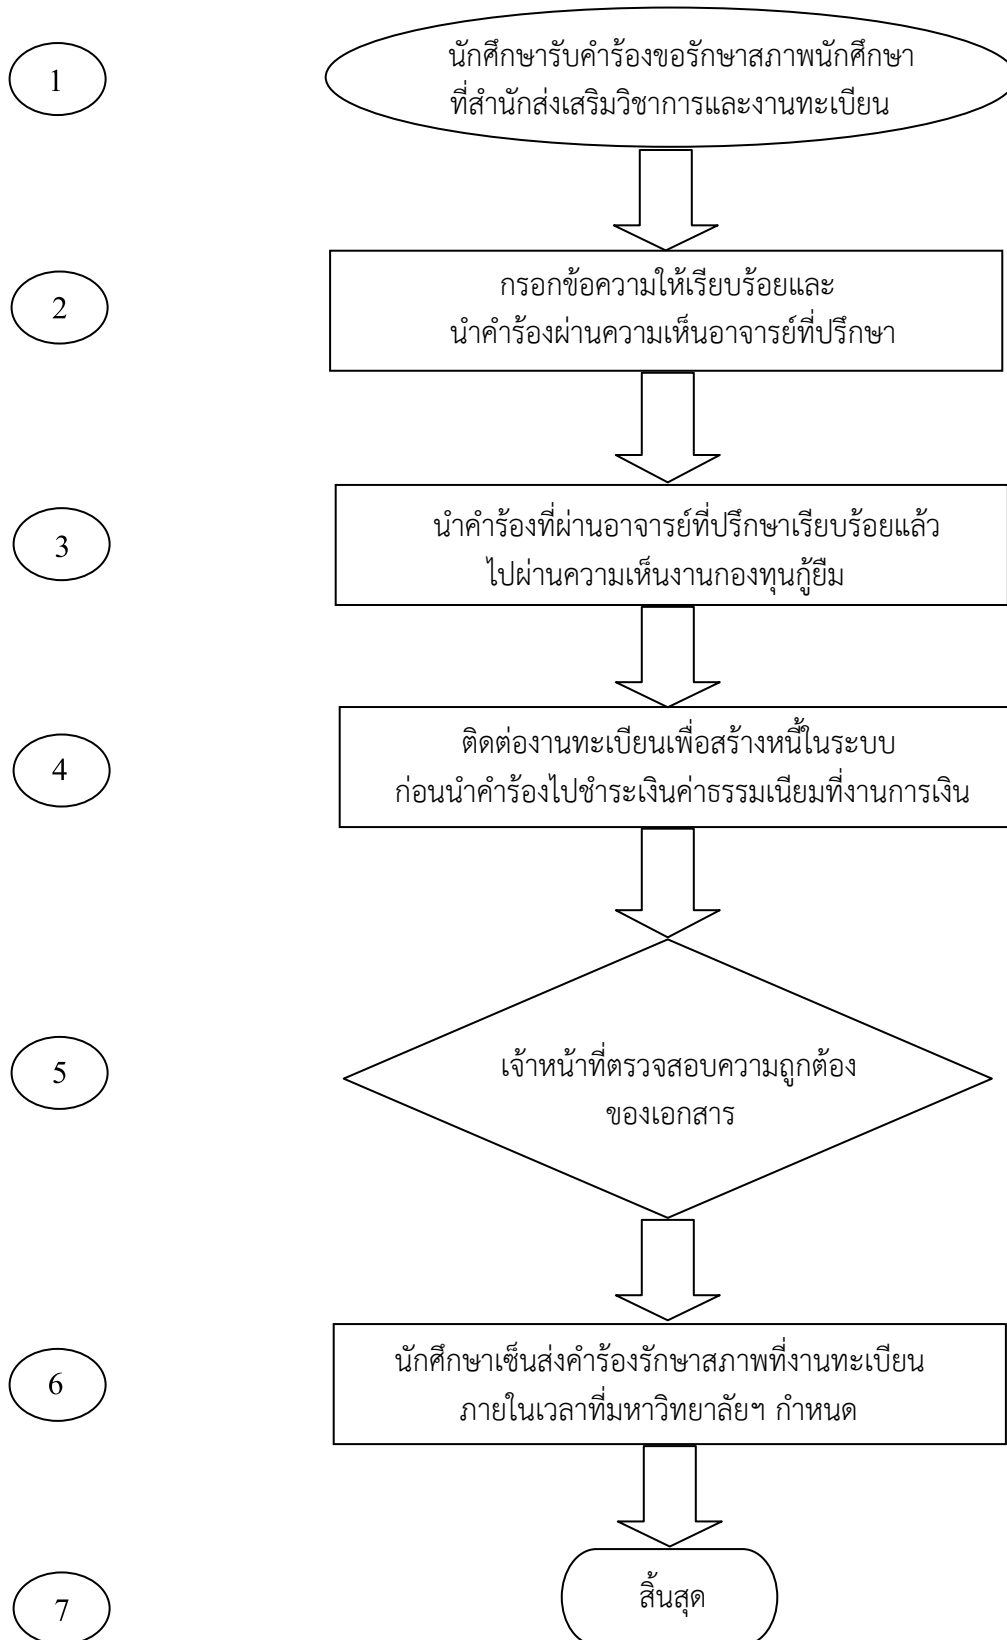 1
นักศึกษารับคำร้องขอรักษาสภาพนักศึกษา
ที่สำนักส่งเสริมวิชาการและงานทะเบียน
2
กรอกข้อความให้เรียบร้อยและ
นำคำร้องผ่านความเห็นอาจารย์ที่ปรึกษา
3
นำคำร้องที่ผ่านอาจารย์ที่ปรึกษาเรียบร้อยแล้ว
ไปผ่านความเห็นงานกองทุนกู้ยืม
4
ติดต่องานทะเบียนเพื่อสร้างหนี้ในระบบ
ก่อนนำคำร้องไปชำระเงินค่าธรรมเนียมที่งานการเงิน
5
เจ้าหน้าที่ตรวจสอบความถูกต้อง
ของเอกสาร
6
นักศึกษาเซ็นส่งคำร้องรักษาสภาพที่งานทะเบียน
ภายในเวลาที่มหาวิทยาลัยฯ กำหนด
7
สิ้นสุด